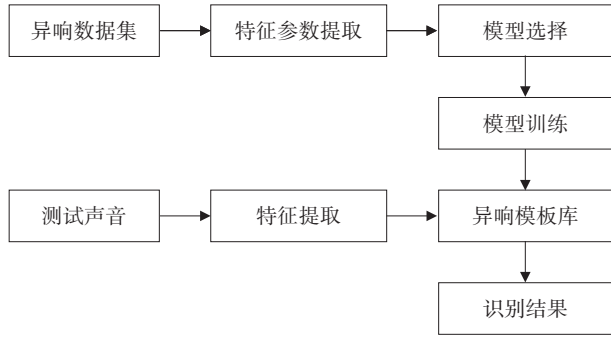 异响数据集
特征参数提取
模型选择
模型训练
测试声音
特征提取
异响模板库
识别结果